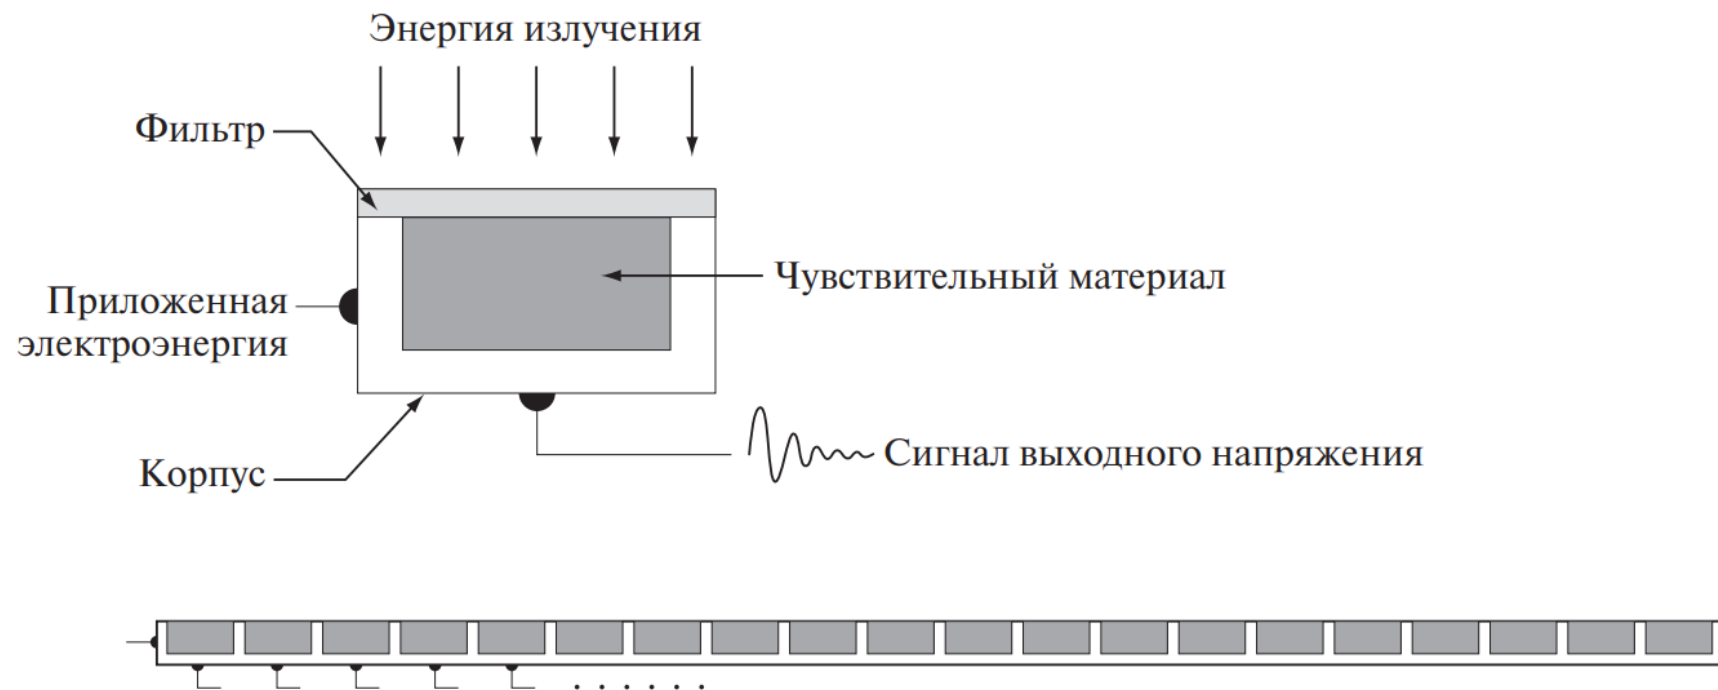 Энергия излучения
Фильтр
Чувствительный материал
Приложенная
электроэнергия
Сигнал выходного напряжения
Корпус